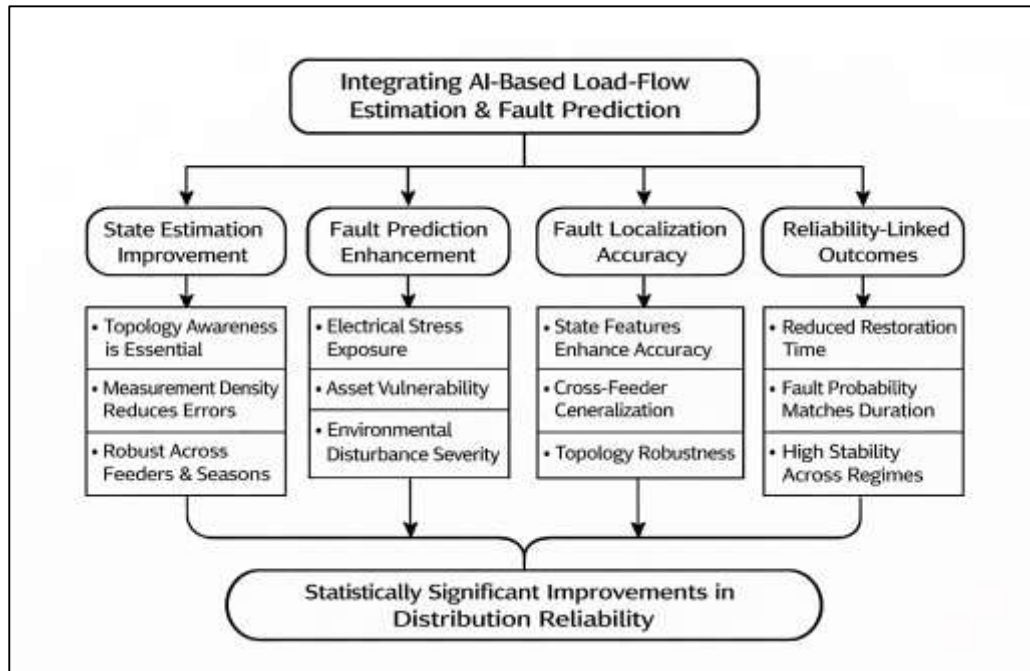 Integrating AI-Based Load-Flow
Estimation & Fault Prediction
State Estimation
Improvement
• Topology Awareness
is Essential
• Measurement Density
Reduces Errors
• Robust Across
Feeders & Seasons
Fault Prediction
Enhancement
• Electrical Stress
Exposure
• Asset Vulnerability
• Environmental
Disturbance Severity
Fault Localization
Accuracy
• State Features
Enhance Accuracy
• Cross-Feeder
Ceneralization
• Topology Robustness
Reliability-Linked
Outcomes
• Reduced Restoration
Time
• Fault Probability
Matches Duration
• High Stability
Across Regimes
Statistically Significant Improvements in
Distribution Reliability